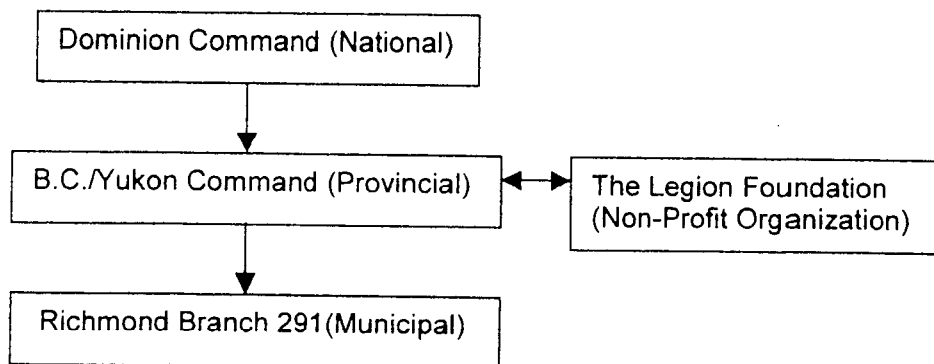 Dominion Command (National)
B.C./Yukon Command (Provincial)
The Legion Foundation
(Non-Profit Organization)
Richmond Branch 291(Municipal)